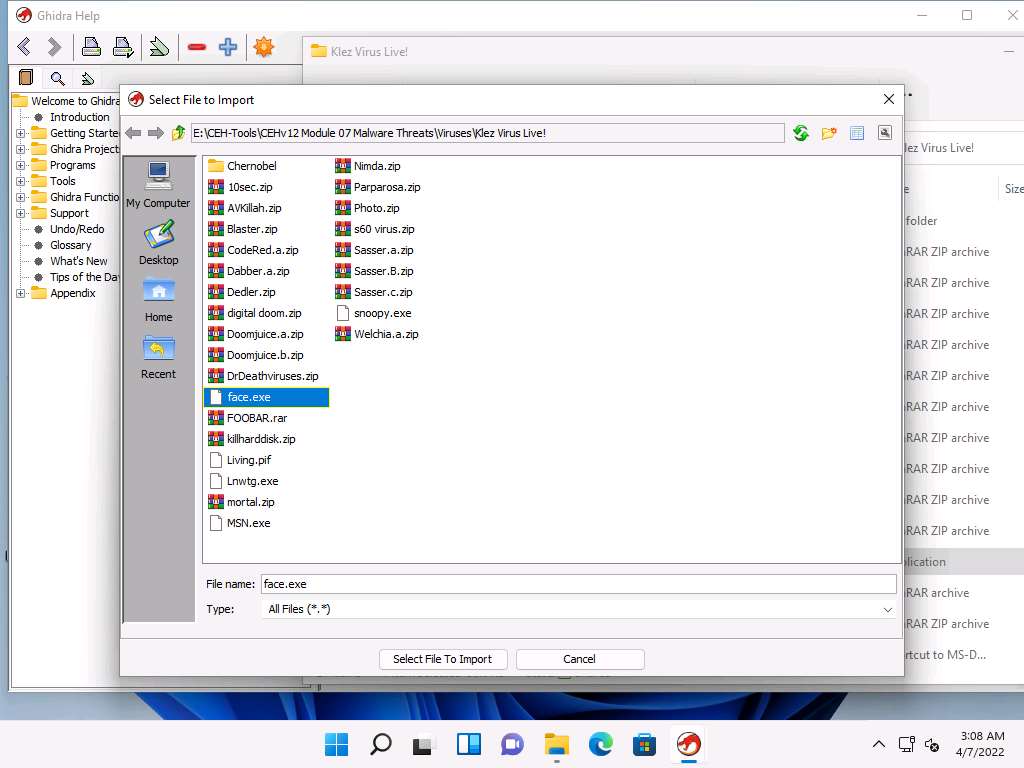 Ghidra Help
Klez Virus Live!
Select File to Import
E:\CEH-Tools\CEHv12 Module 07 Malware Threats\Viruses\Klez Virus Live!
Welcome to Ghidra
Introduction
Getting Starte
Ghidra Project
Programs
Tools
Ghidra Functio
Support
Undo/Redo
Glossary
What's New
Tips of the Da
Appendix
My Computer
Desktop
Home
Recent
Chernobel
10sec.zip
AVKillah.zip
Blaster.zip
CodeRed.a.zip
Dabber.a.zip
Dedler.zip
digital doom.zip
Doomjuice.a.zip
Doomjuice.b.zip
DrDeathviruses.zip
face.exe
FOOBAR.rar
killharddisk.zip
Living.pif
Lnwtg.exe
mortal.zip
MSN.exe
Nimda.zip
Parparosa.zip
Photo.zip
s60 virus.zip
Sasser.a.zip
Sasser.B.zip
Sasser.c.zip
snoopy.exe
Welchia.a.zip
File name: face.exe
Type: All Files (*.*)
Select File To Import Cancel
lez Virus Live!
e Size
folder
RAR ZIP archive
RAR ZIP archive
RAR ZIP archive
RAR ZIP archive
RAR ZIP archive
RAR ZIP archive
RAR ZIP archive
RAR ZIP archive
RAR ZIP archive
RAR ZIP archive
plication
RAR archive
RAR ZIP archive
rtcut to MS-D...
3:08 AM
4/7/2022